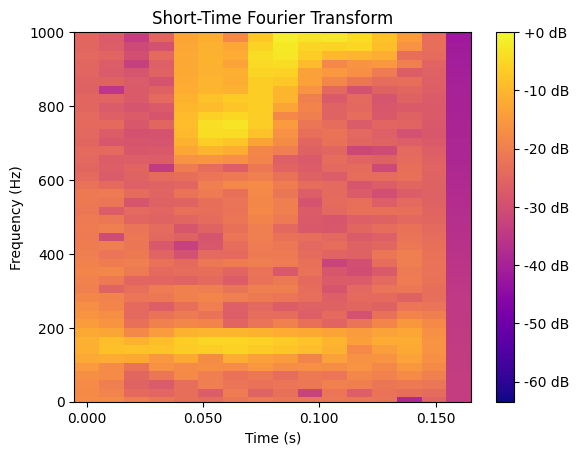 Short-Time Fourier Transform
Frequency (Hz)
1000
800
600
400
200
0
0.000
0.050
0.100
0.150
Time (s)
+0 dB
-10 dB
-20 dB
-30 dB
-40 dB
-50 dB
-60 dB